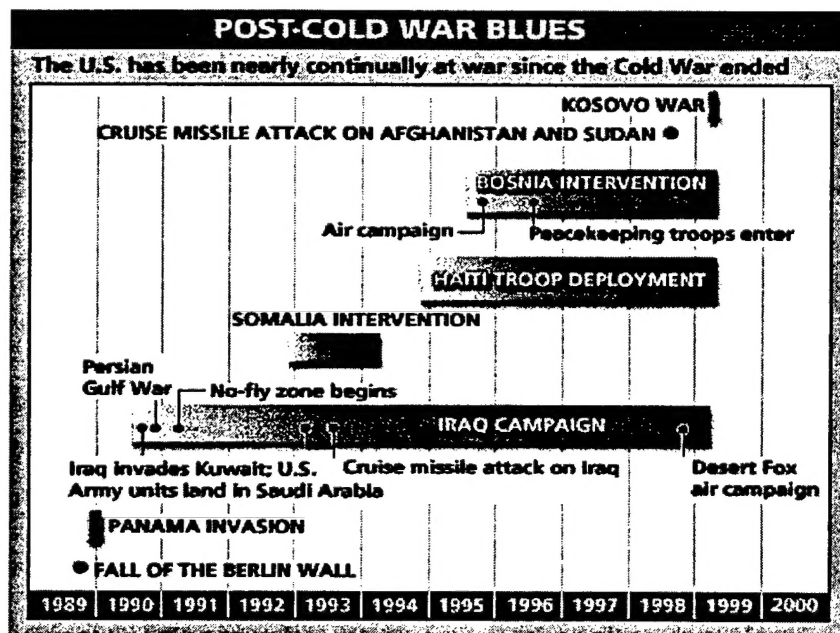 POST-COLD WAR BLUES
The U.S. has been nearly continually at war since the Cold War ended
KOSOVO WAR
CRUISE MISSILE ATTACK ON AFGHANISTAN AND SUDAN
BOSNIA INTERVENTION
Air campaign
Peacekeeping troops enter
HAITI TROOP DEPLOYMENT
SOMALIA INTERVENTION
Persian
Gulf War
No-fly zone begins
IRAQ CAMPAIGN
Iraq invades Kuwait; U.S.
Army units land in Saudi Arabia
Cruise missile attack on Iraq
Desert Fox
air campaign
PANAMA INVASION
FALL OF THE BERLIN WALL
1989 1990 1991 1992 1993 1994 1995 1996 1997 1998 1999 2000